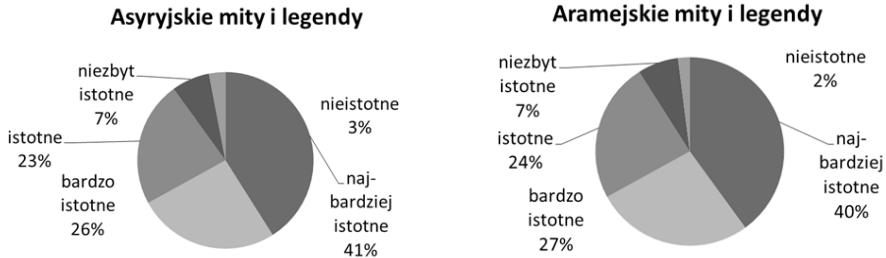 Asyryjskie mity i legendy
niezbyt
istotne
7%
nieistotne
3%
istotne
23%
bardzo
istotne
26%
naj-
bardziej
istotne
41%
Aramejskie mity i legendy
niezbyt
istotne
7%
nieistotne
2%
istotne
24%
bardzo
istotne
27%
naj-
bardziej
istotne
40%